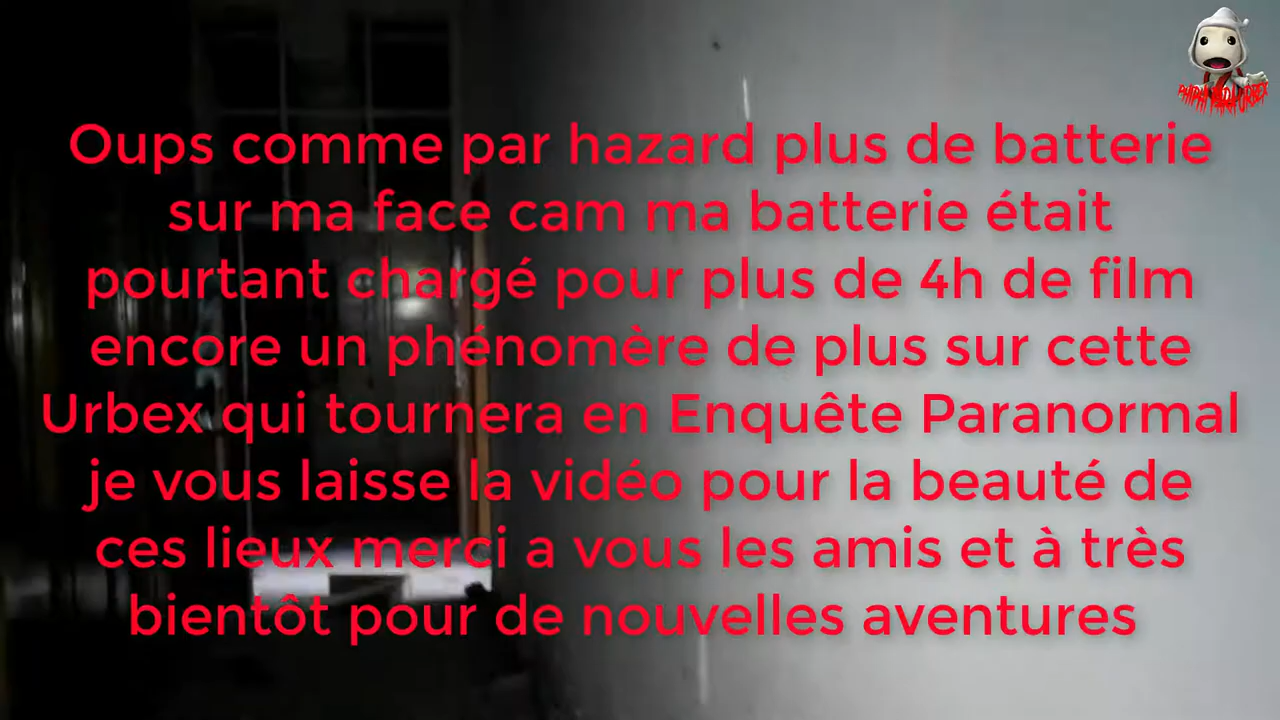 Oups comme par hazard plus de batterie
sur ma face cam ma batterie était
pourtant chargé pour plus de 4h de film
encore un phénomère de plus sur cette
Urbex qui tournera en Enquête Paranormal
je vous laisse la vidéo pour la beauté de
ces lieux merci a vous les amis et à très
bientôt pour de nouvelles aventures